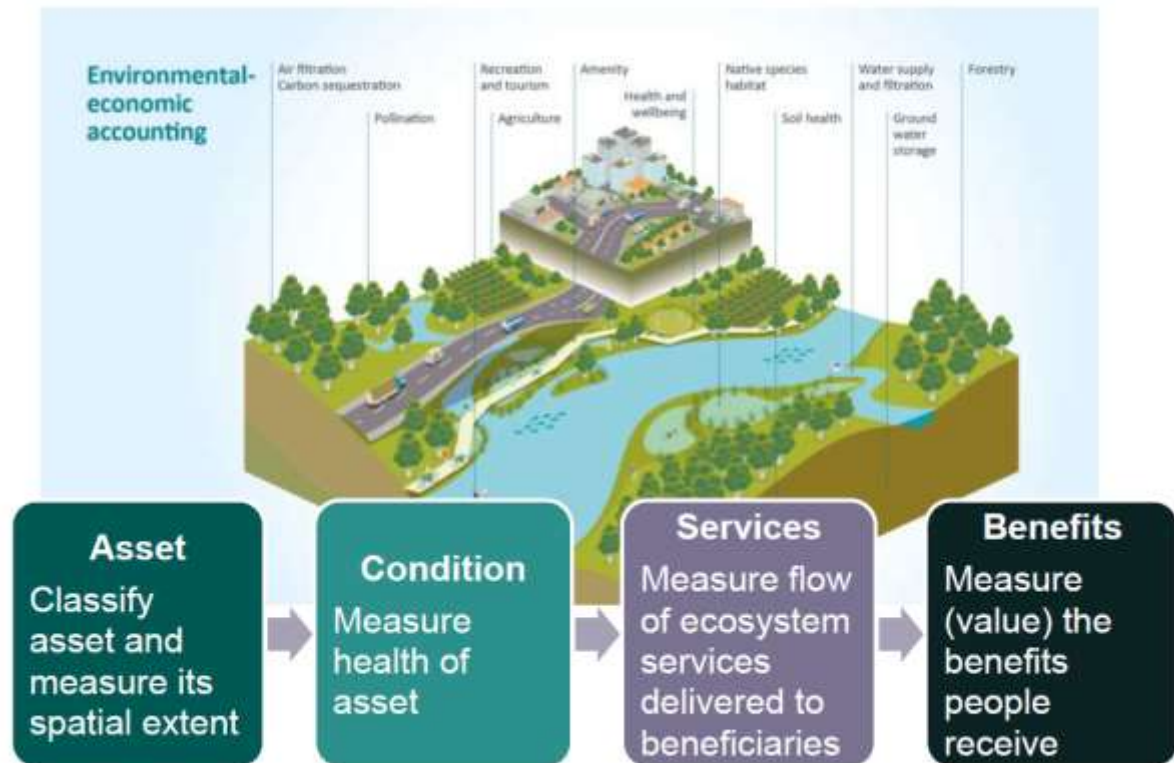 Environmental-
economic
accounting
Air filtration
Carbon sequestration
Pollination
Recreation
and tourism
Agriculture
Amenity
Health and
wellbeing
Native species
habitat
Soil health
Water supply
and filtration
Ground
water
storage
Forestry
Asset
Classify
asset and
measure its
spatial extent
Condition
Measure
health of
asset
Services
Measure flow
of ecosystem
services
delivered to
beneficiaries
Benefits
Measure
(value) the
benefits
people
receive